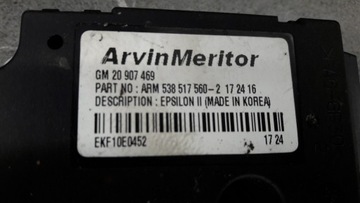 ArvinMeritor
GM 20 907 469
PART NO : ARM 538 517 560-2 17 24 16
DESCRIPTION : EPSILON II (MADE IN KOREA)
EKF10E0452 17 24